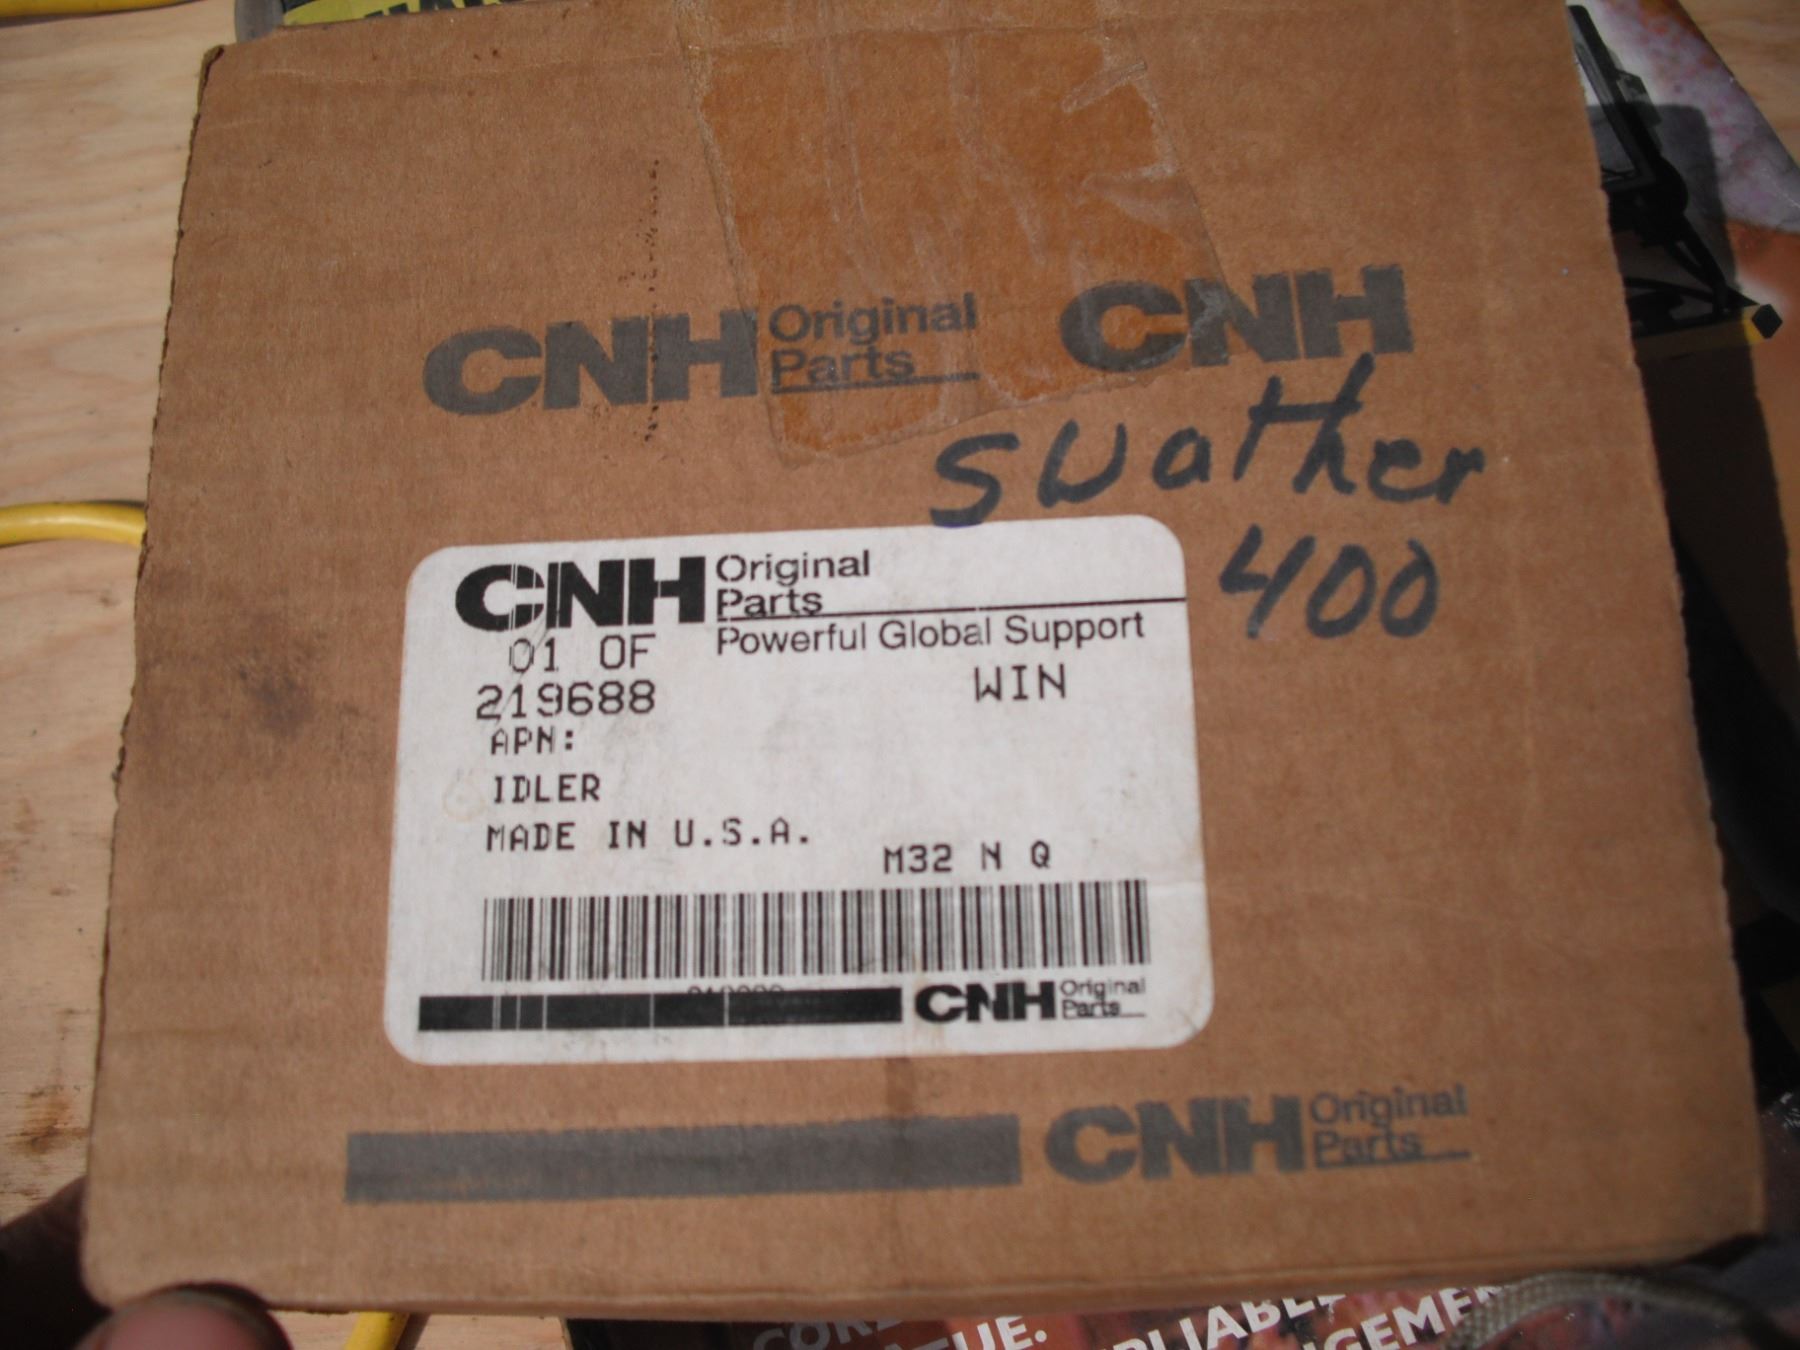 CNH Original
Parts
CNH
swather
400
CNH Original
Parts
Powerful Global Support
01 OF
219688
WIN
APN:
IDLER
MADE IN U.S.A.
M32 N Q
CNH Original
Parts
CNH Original
Parts